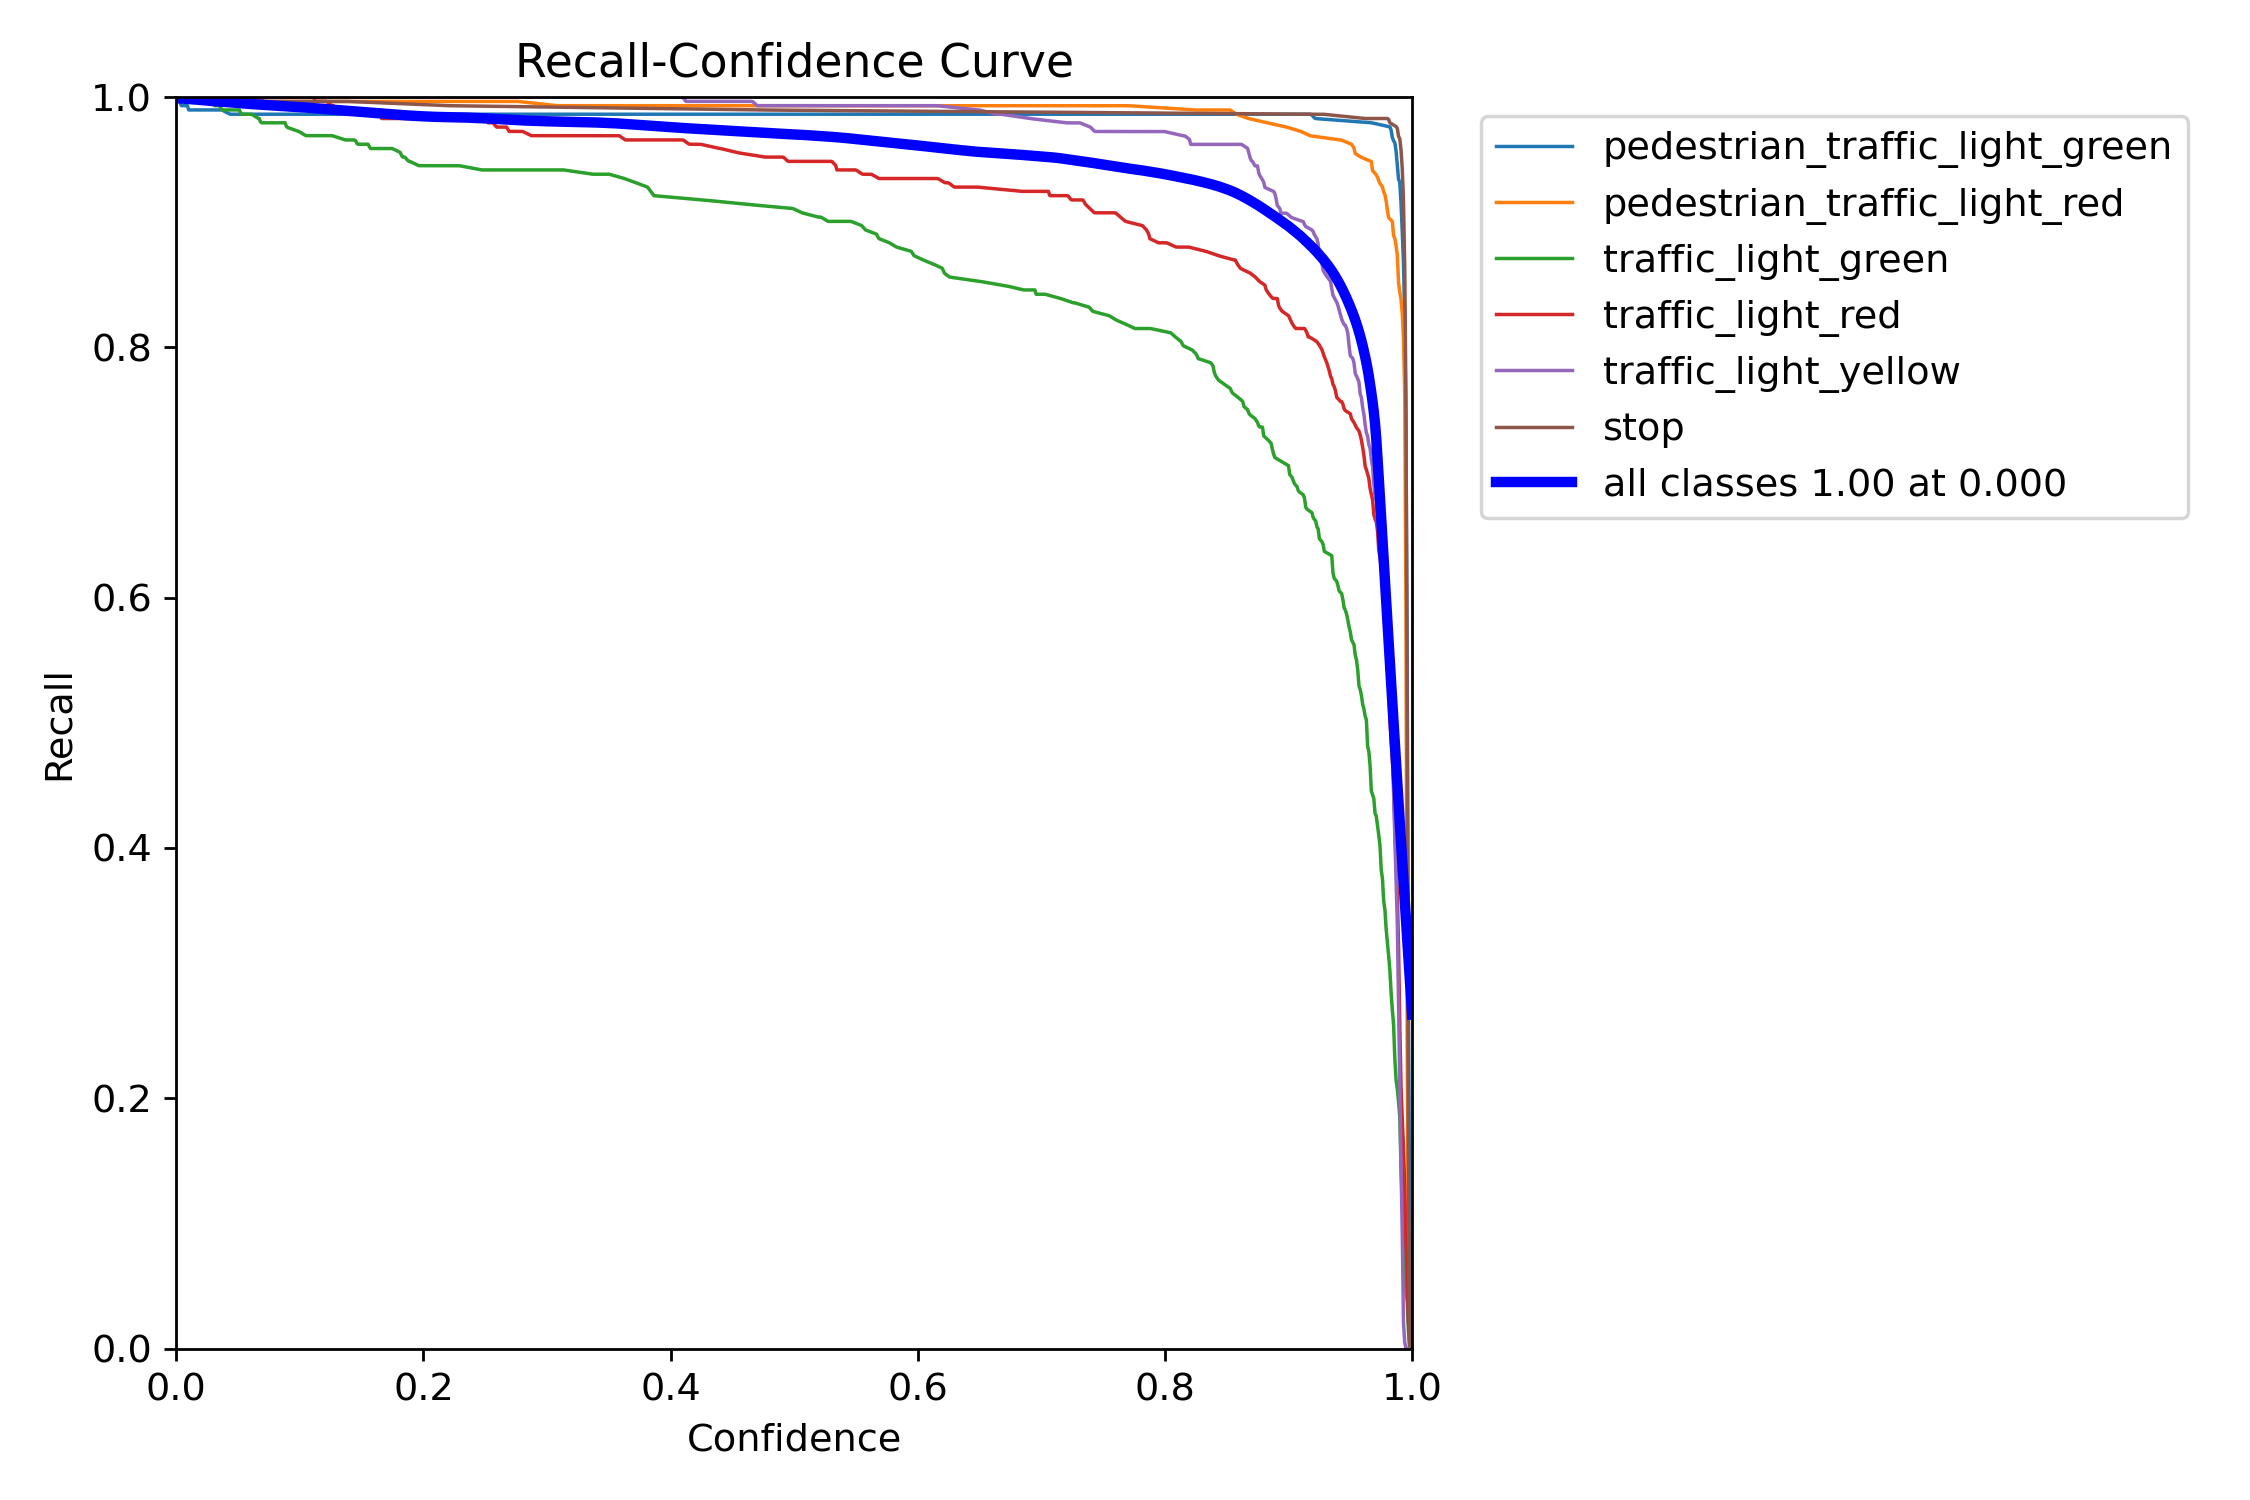 Recall-Confidence Curve
1.0
0.8
0.6
0.4
0.2
0.0
Recall
0.0 0.2 0.4 0.6 0.8 1.0
Confidence
pedestrian_traffic_light_green
pedestrian_traffic_light_red
traffic_light_green
traffic_light_red
traffic_light_yellow
stop
all classes 1.00 at 0.000